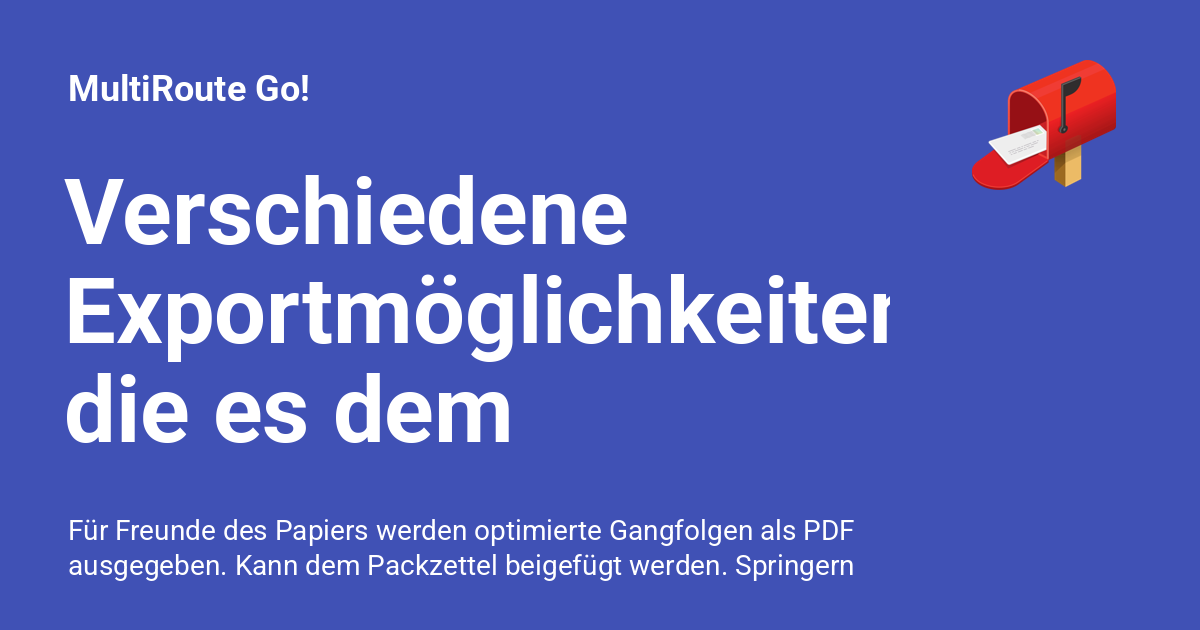 MultiRoute Go!
Verschiedene
Exportmöglichkeiten
die es dem
Für Freunde des Papiers werden optimierte Gangfolgen als PDF
ausgegeben. Kann dem Packzettel beigefügt werden. Springern